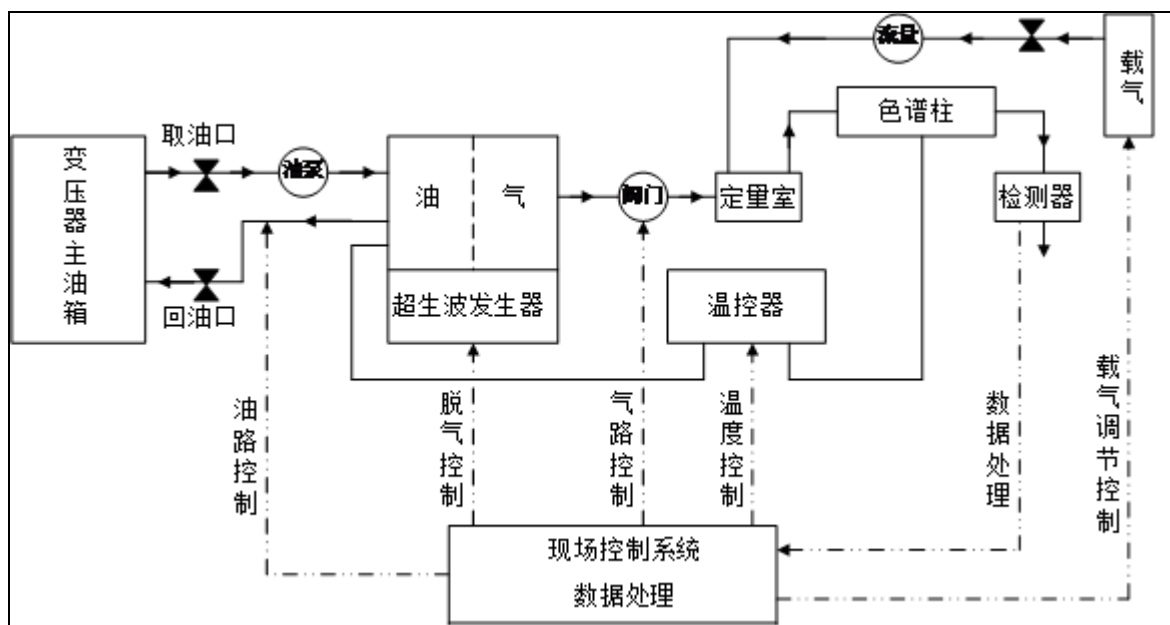 流量
载气
色谱柱
取油口
变压器主油箱
油泵
油
气
阀门
定量室
检测器
超生波发生器
温控器
回油口
油路控制
脱气控制
气路控制
温度控制
数据处理
载气调节控制
现场控制系统
数据处理